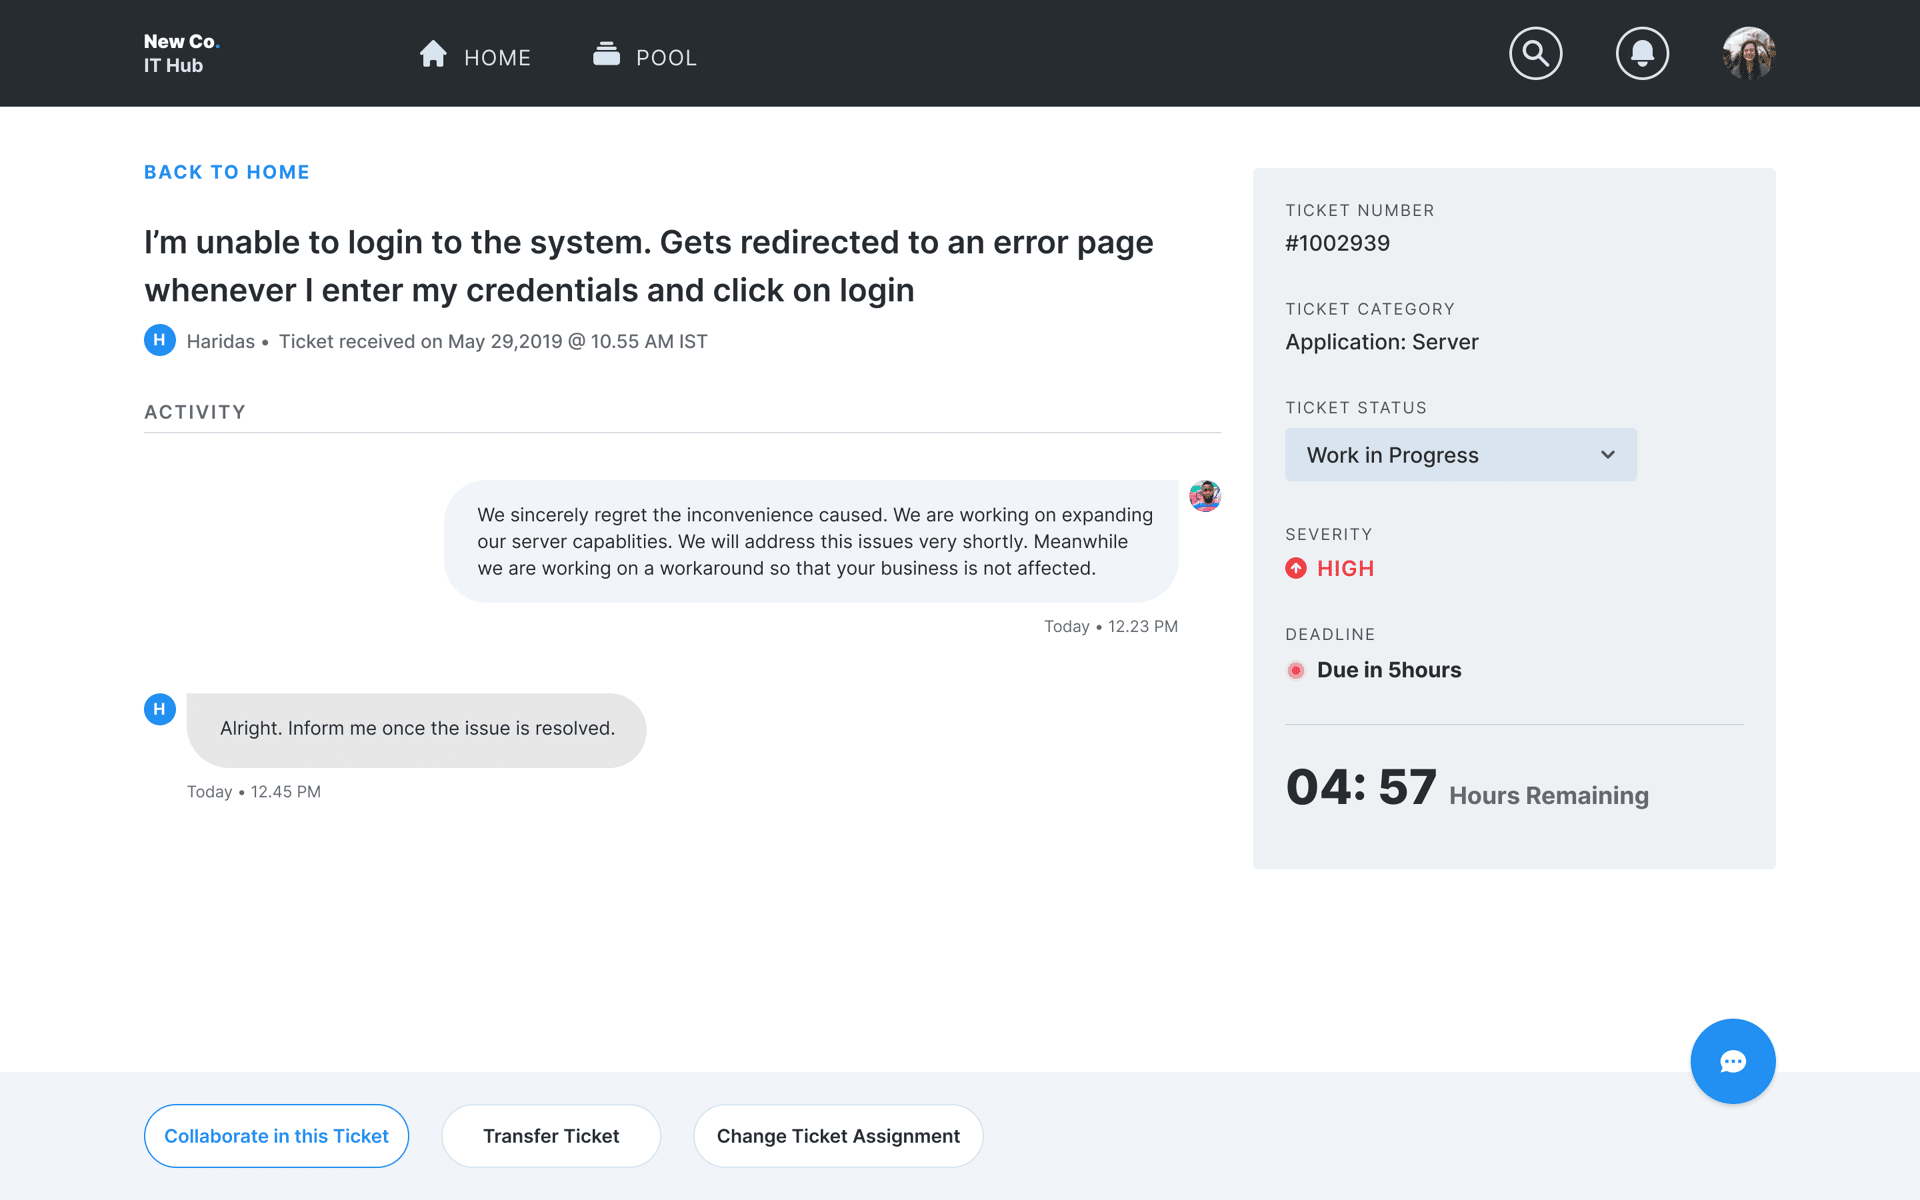 New Co.
IT Hub
HOME
POOL
BACK TO HOME
I’m unable to login to the system. Gets redirected to an error page
whenever I enter my credentials and click on login
H
Haridas • Ticket received on May 29,2019 @ 10.55 AM IST
ACTIVITY
We sincerely regret the inconvenience caused. We are working on expanding
our server capablities. We will address this issues very shortly. Meanwhile
we are working on a workaround so that your business is not affected.
Today • 12.23 PM
H
Alright. Inform me once the issue is resolved.
Today • 12.45 PM
TICKET NUMBER
#1002939
TICKET CATEGORY
Application: Server
TICKET STATUS
Work in Progress
SEVERITY
HIGH
DEADLINE
Due in 5hours
04: 57 Hours Remaining
Collaborate in this Ticket
Transfer Ticket
Change Ticket Assignment